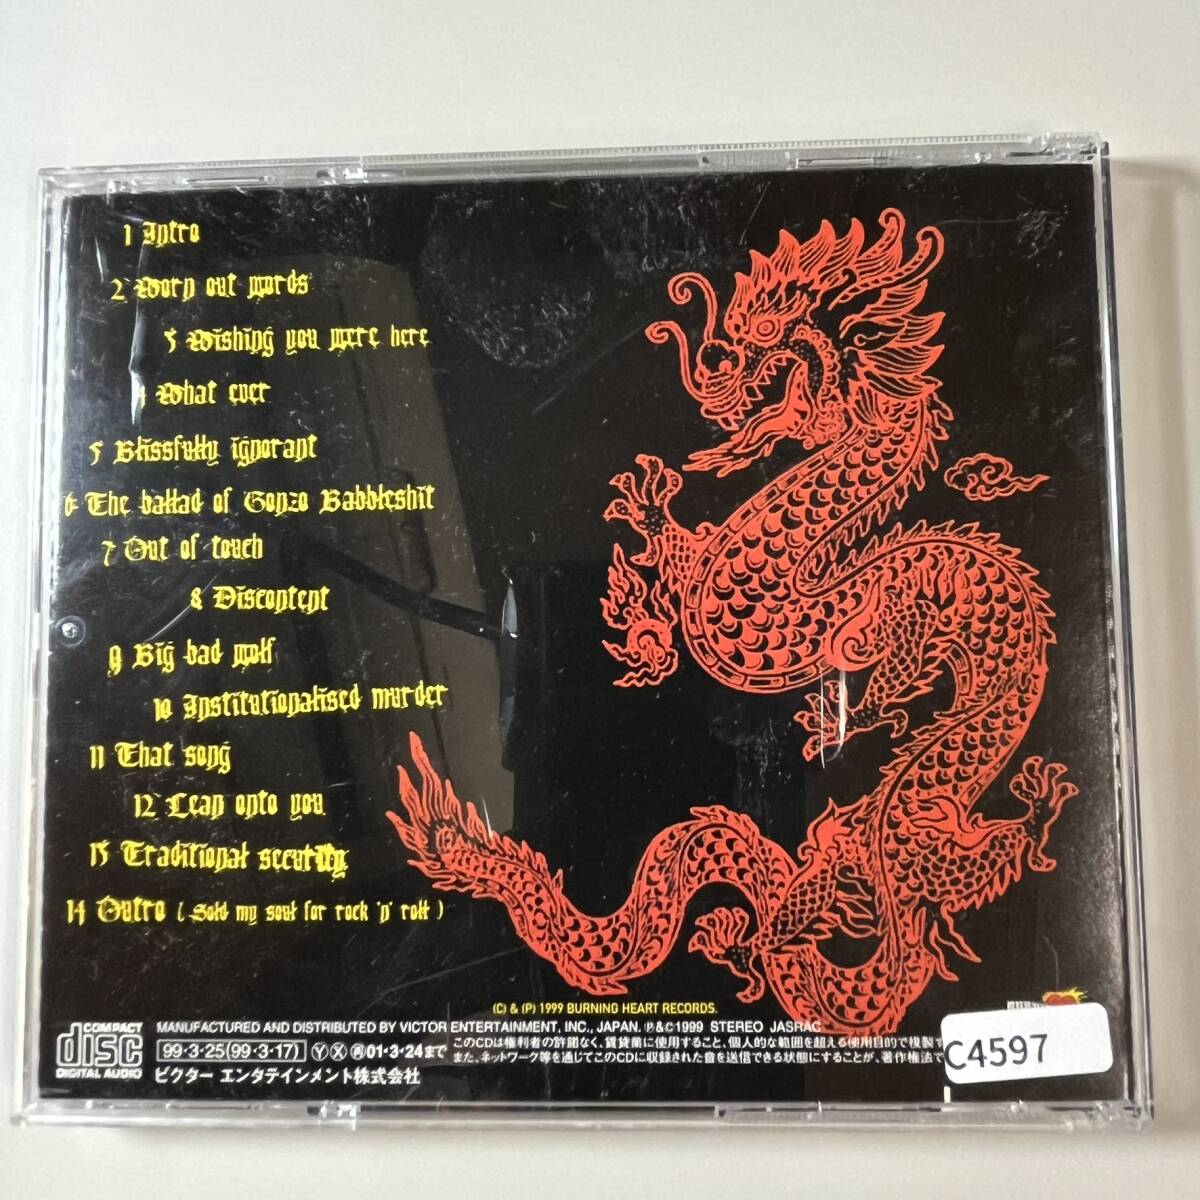 1 Intro
2 Worn out words
3 Wishing you were here
4 What ever
5 Blissfully ignorant
6 The ballad of Gonzo Babbleshit
7 Out of touch
8 Discontent
9 Big bad wolf
10 Institutionalised murder
11 That song
12 Lean onto you
13 Traditional security
14 Outro ( Sold my soul for rock 'n' roll )
(C) & (P) 1999 BURNING HEART RECORDS.
COMPACT
disc
DIGITAL AUDIO
MANUFACTURED AND DISTRIBUTED BY VICTOR ENTERTAINMENT, INC., JAPAN. ℗&©1999 STEREO JASRAC
99・3・25(99・3・17) Ⓨ Ⓧ ㊢ 01・3・24まで
このCDは権利者の許諾なく、賃貸業に使用すること、個人的な範囲を超える使用目的で複製す
また、ネットワーク等を通じてこのCDに収録された音を送信できる状態にすることが、著作権法で
ビクター エンタテインメント株式会社
C4597